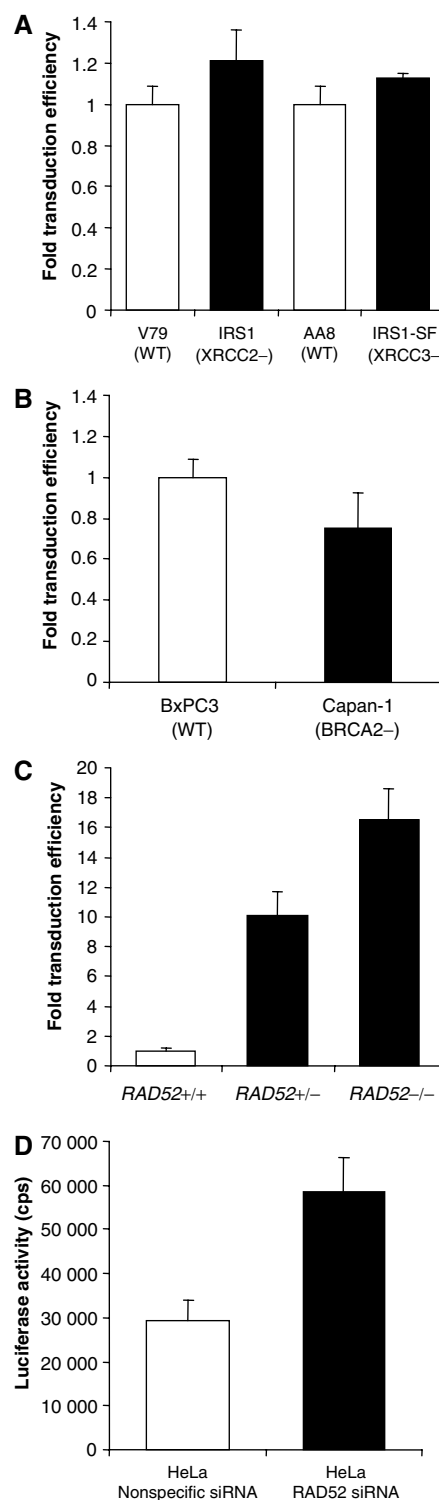 A
Fold transduction efficiency
1.4
1.2
1
0.8
0.6
0.4
0.2
0
V79
(WT)
IRS1
(XRCC2–)
AA8
(WT)
IRS1-SF
(XRCC3–
B
Fold transduction efficiency
1.4
1.2
1
0.8
0.6
0.4
0.2
0
BxPC3
(WT)
Capan-1
(BRCA2–)
C
Fold transduction efficiency
20
18
16
14
12
10
8
6
4
2
0
RAD52+/+
RAD52+/–
RAD52–/–
D
Luciferase activity (cps)
70 000
60 000
50 000
40 000
30 000
20 000
10 000
0
HeLa
Nonspecific siRNA
HeLa
RAD52 siRNA